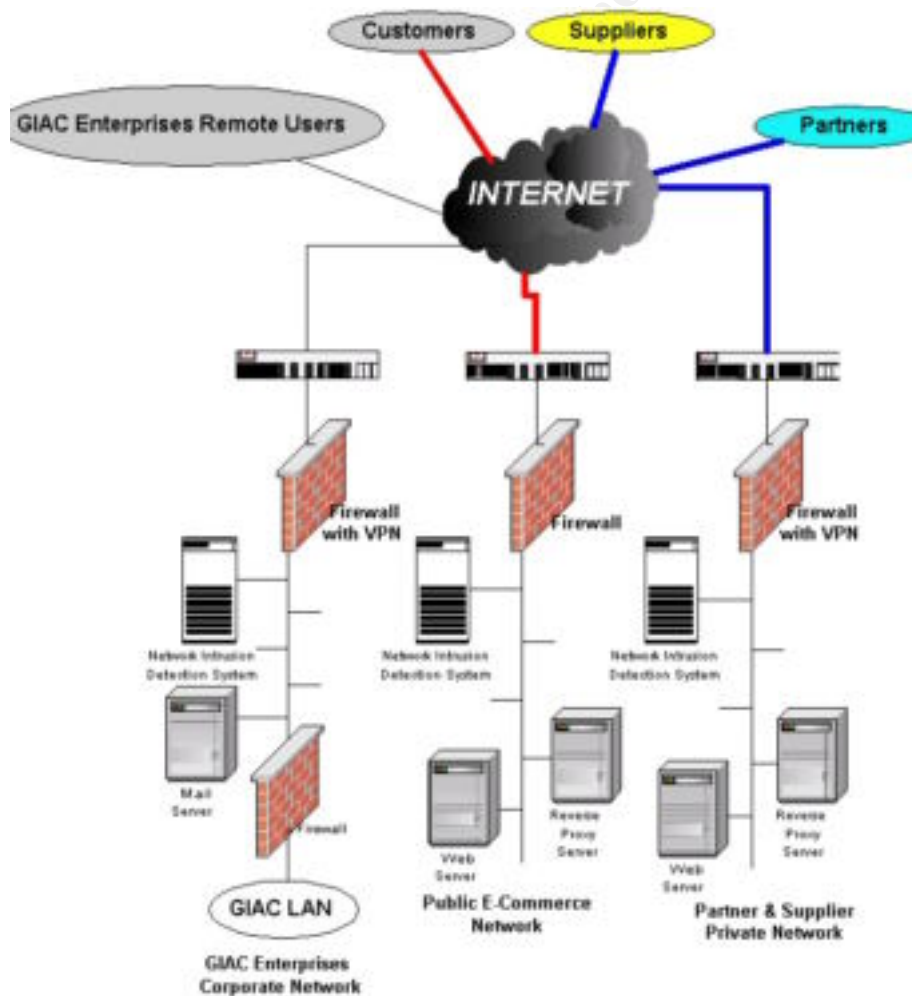 Customers
Suppliers
GIAC Enterprises Remote Users
Partners
INTERNET
Firewall
with VPN
Firewall
Firewall
with VPN
Network Intrusion
Detection System
Network Intrusion
Detection System
Network Intrusion
Detection System
Mail
Server
Firewall
Web
Server
Reverse
Proxy
Server
Web
Server
Reverse
Proxy
Server
GIAC LAN
Public E-Commerce
Network
Partner & Supplier
Private Network
GIAC Enterprises
Corporate Network